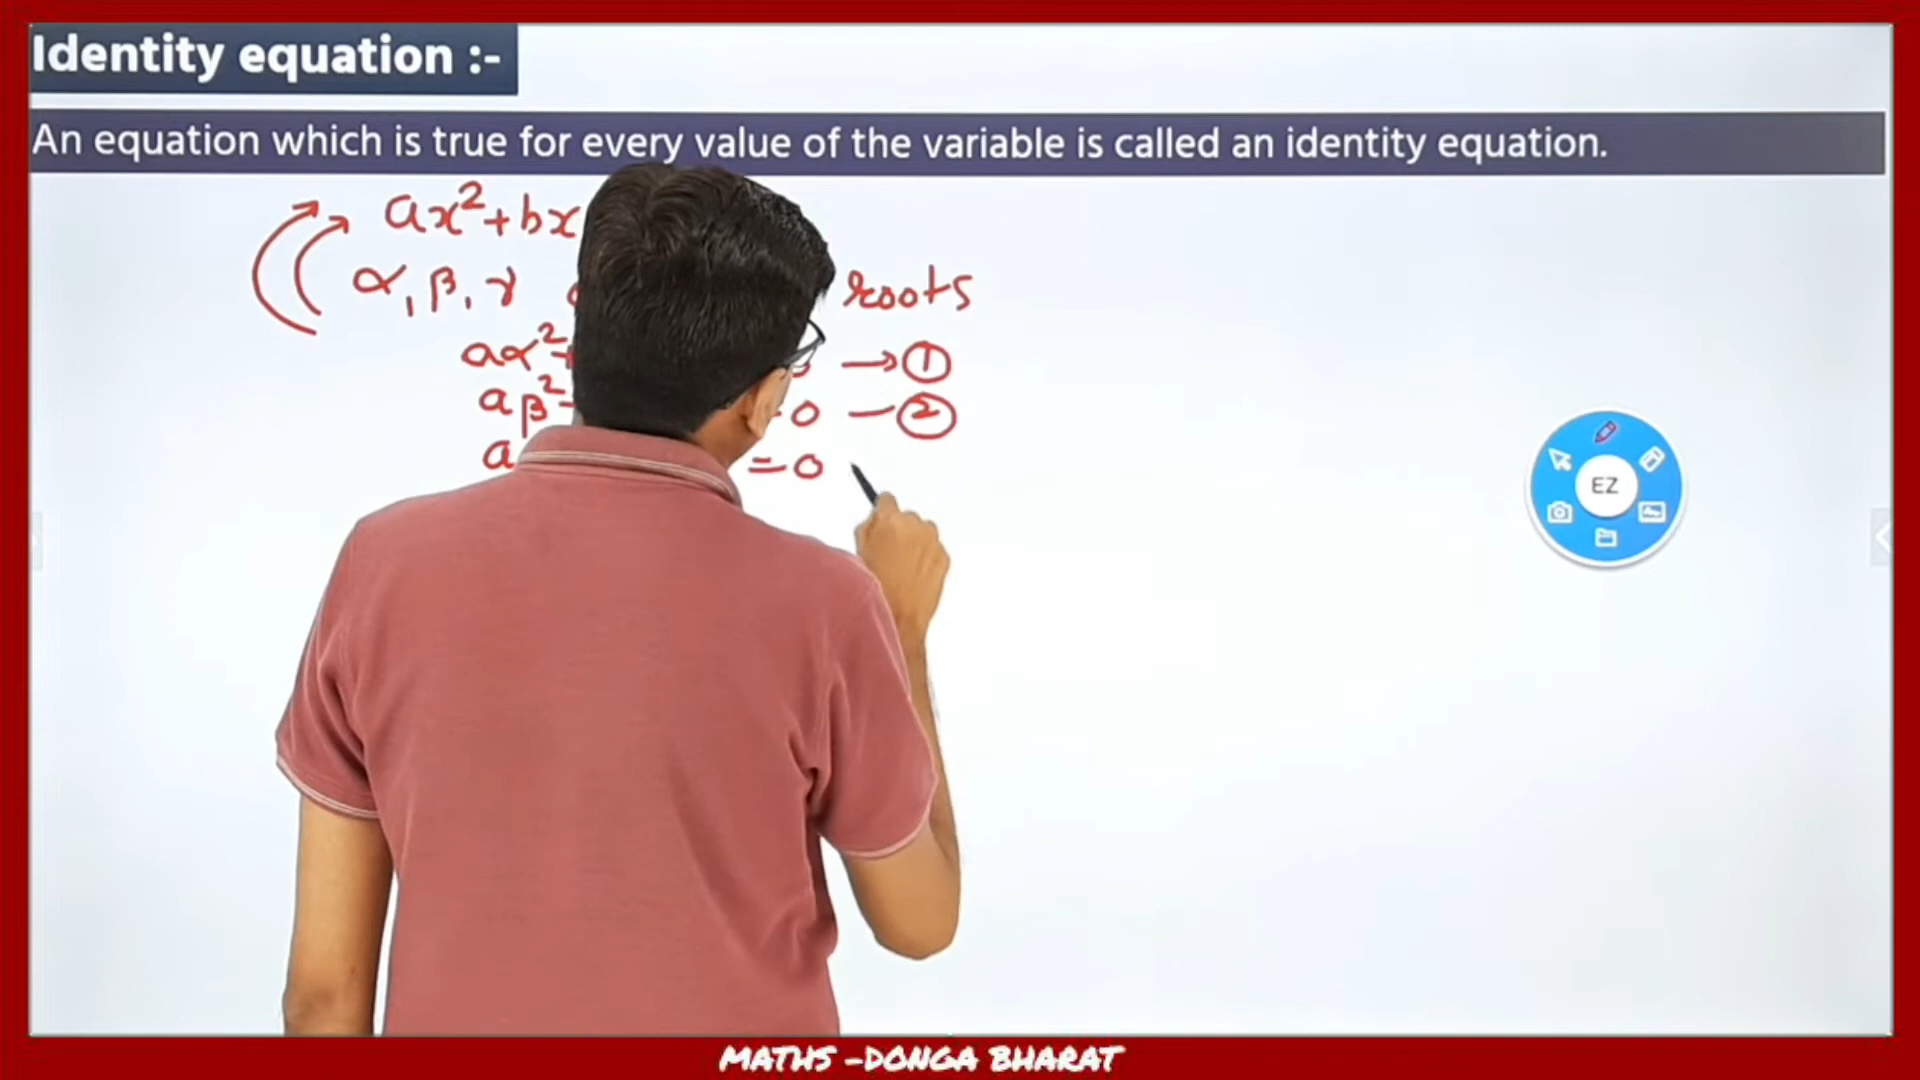 Identity equation :-
An equation which is true for every value of the variable is called an identity equation.
ax²+bx
α, β, γ roots
aα²+ → ①
aβ²- -0 — ②
a =0
EZ
MATHS -DONGA BHARAT